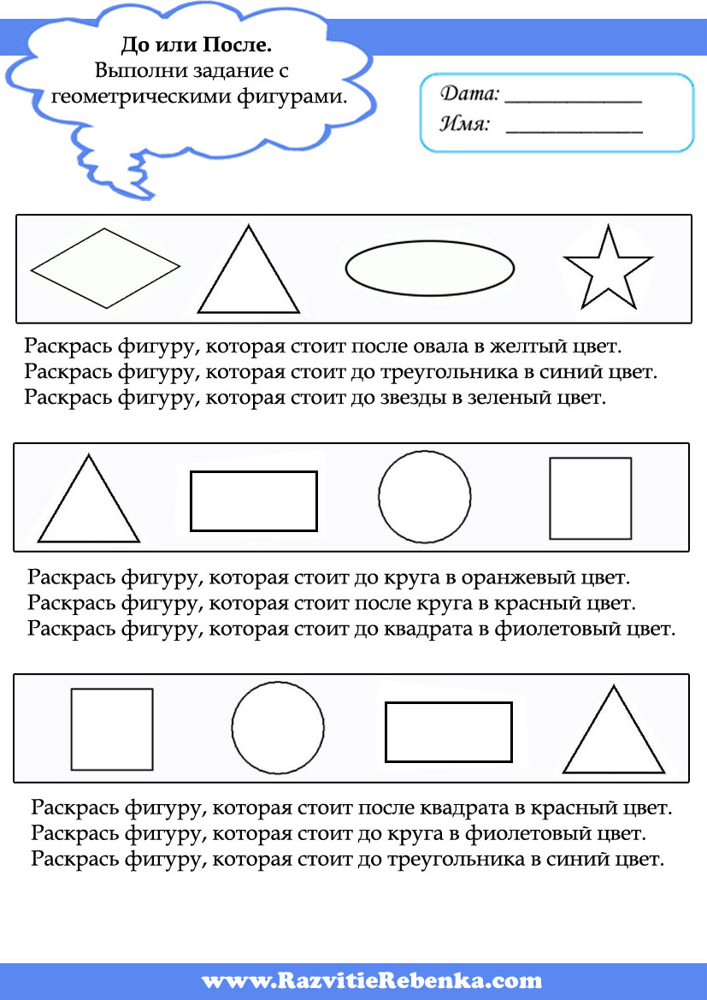 До или После.
Выполни задание с
геометрическими фигурами.
Дата: _____________
Имя: _____________
Раскрась фигуру, которая стоит после овала в желтый цвет.
Раскрась фигуру, которая стоит до треугольника в синий цвет.
Раскрась фигуру, которая стоит до звезды в зеленый цвет.
Раскрась фигуру, которая стоит до круга в оранжевый цвет.
Раскрась фигуру, которая стоит после круга в красный цвет.
Раскрась фигуру, которая стоит до квадрата в фиолетовый цвет.
Раскрась фигуру, которая стоит после квадрата в красный цвет.
Раскрась фигуру, которая стоит до круга в фиолетовый цвет.
Раскрась фигуру, которая стоит до треугольника в синий цвет.
www.RazvitieRebenka.com